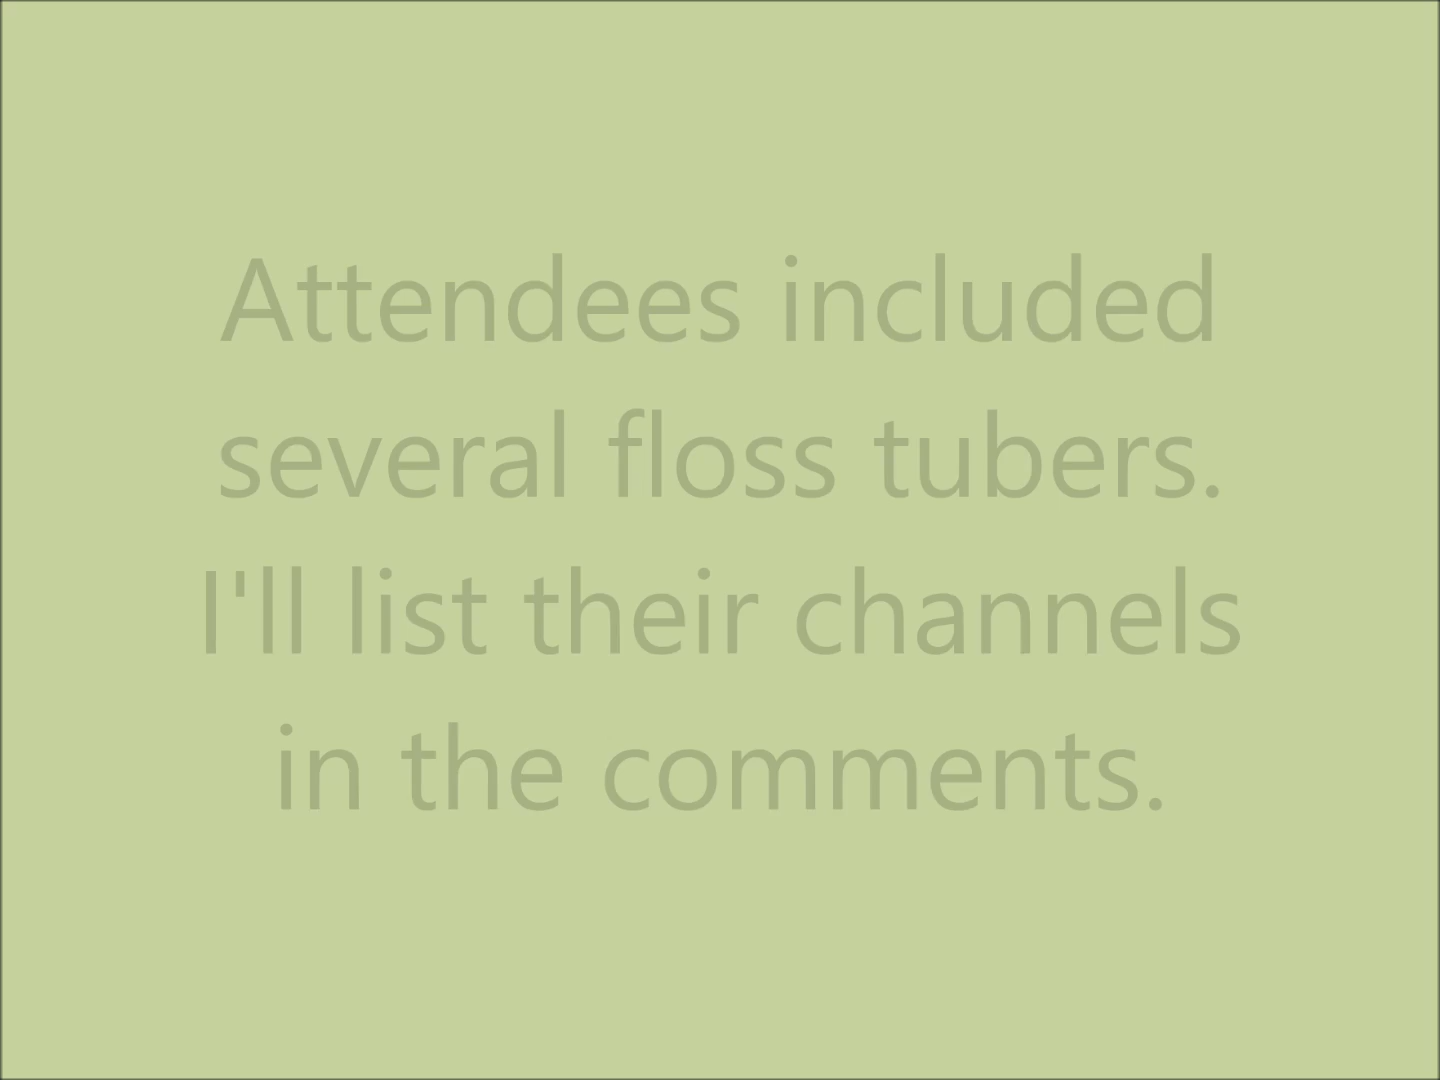 Attendees included
several floss tubers.
I'll list their channels
in the comments.